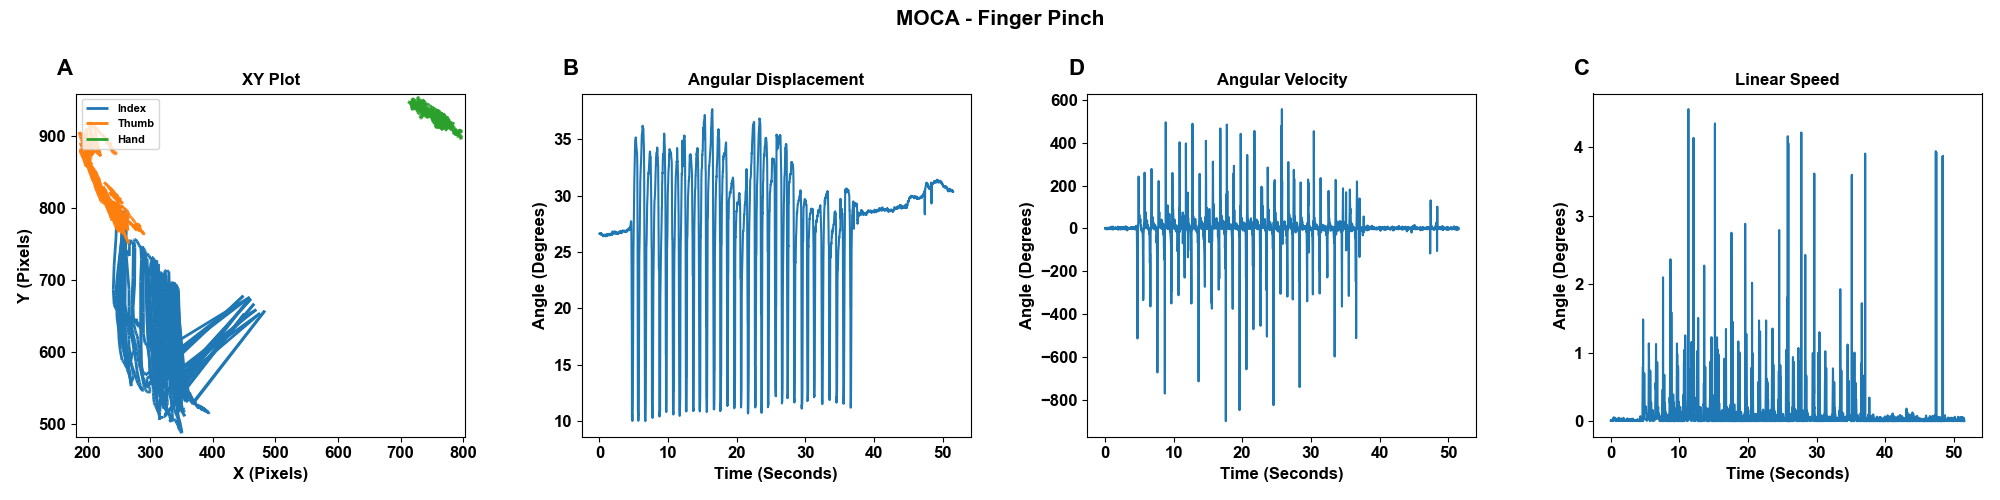 MOCA - Finger Pinch
A
XY Plot
Index
Thumb
Hand
900
800
700
600
500
Y (Pixels)
200 300 400 500 600 700 800
X (Pixels)
B
Angular Displacement
35
30
25
20
15
10
Angle (Degrees)
0 10 20 30 40 50
Time (Seconds)
D
Angular Velocity
600
400
200
0
−200
−400
−600
−800
Angle (Degrees)
0 10 20 30 40 50
Time (Seconds)
C
Linear Speed
4
3
2
1
0
Angle (Degrees)
0 10 20 30 40 50
Time (Seconds)